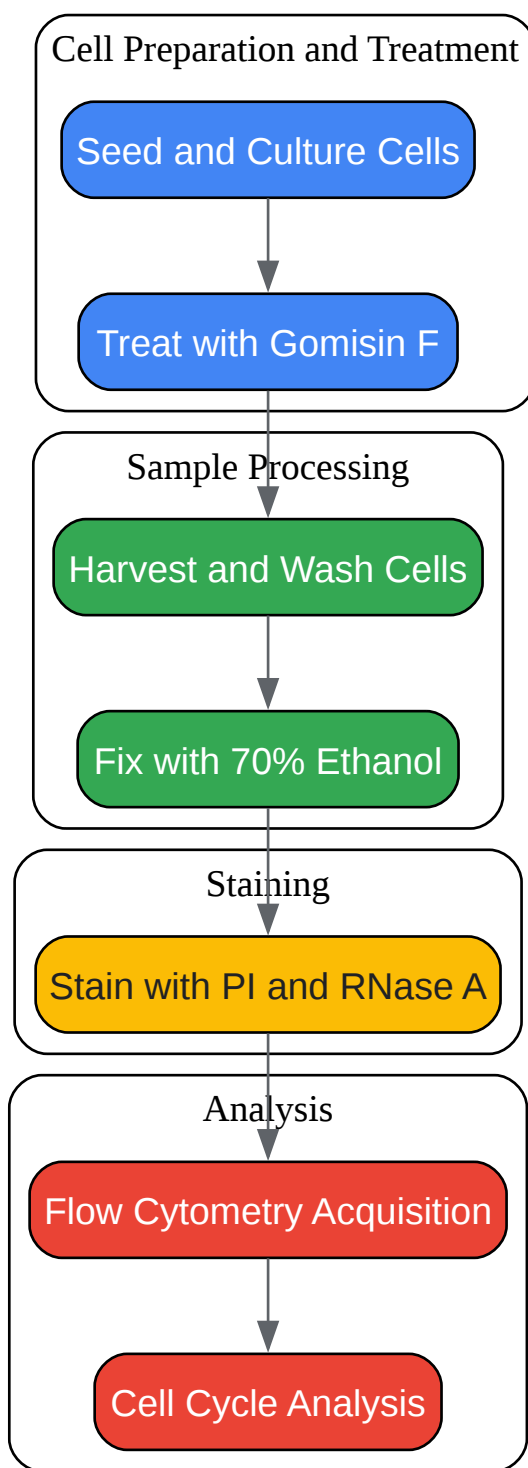 Cell Preparation and Treatment
Seed and Culture Cells
Treat with Gomisin F
Sample Processing
Harvest and Wash Cells
Fix with 70% Ethanol
Staining
Stain with PI and RNase A
Analysis
Flow Cytometry Acquisition
Cell Cycle Analysis